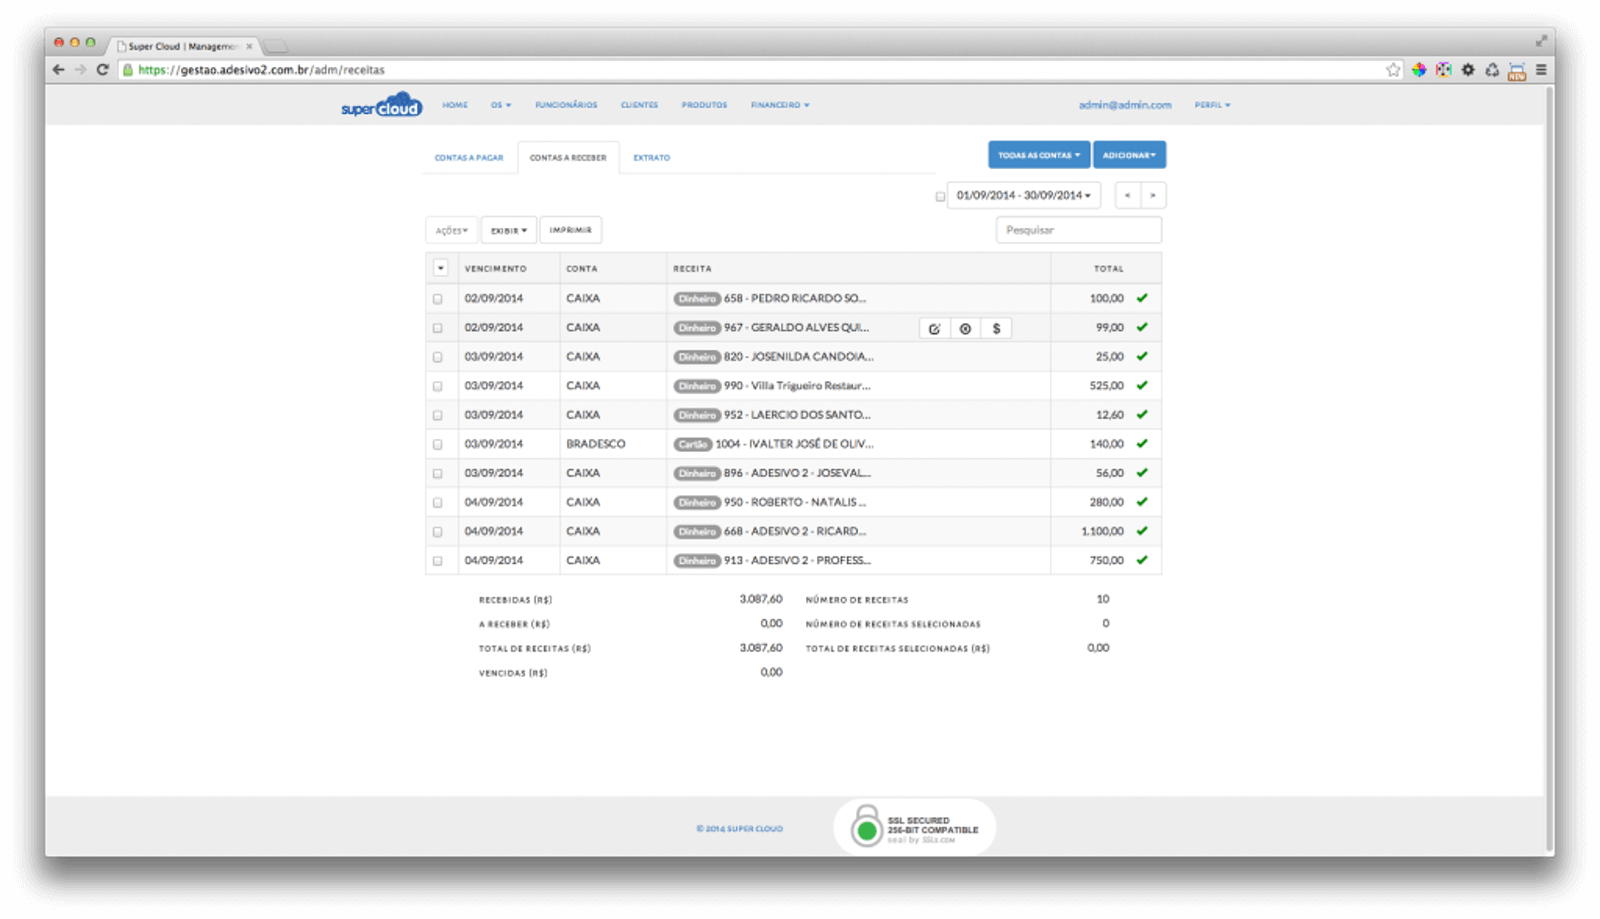 Super Cloud | Managemen
https://gestao.adesivo2.com.br/adm/receitas
NEW
supercloud HOME OS FUNCIONÁRIOS CLIENTES PRODUTOS FINANCEIRO admin@admin.com PERFIL
CONTAS A PAGAR CONTAS A RECEBER EXTRATO TODAS AS CONTAS ADICIONAR
01/09/2014 - 30/09/2014 < >
AÇÕES EXIBIR IMPRIMIR Pesquisar
VENCIMENTO CONTA RECEITA TOTAL
02/09/2014 CAIXA Dinheiro 658 - PEDRO RICARDO SO... 100,00
02/09/2014 CAIXA Dinheiro 967 - GERALDO ALVES QUI... $ 99,00
03/09/2014 CAIXA Dinheiro 820 - JOSENILDA CANDOIA... 25,00
03/09/2014 CAIXA Dinheiro 990 - Villa Trigueiro Restaur... 525,00
03/09/2014 CAIXA Dinheiro 952 - LAERCIO DOS SANTO... 12,60
03/09/2014 BRADESCO Cartão 1004 - IVALTER JOSÉ DE OLIV... 140,00
03/09/2014 CAIXA Dinheiro 896 - ADESIVO 2 - JOSEVAL... 56,00
04/09/2014 CAIXA Dinheiro 950 - ROBERTO - NATALIS ... 280,00
04/09/2014 CAIXA Dinheiro 668 - ADESIVO 2 - RICARD... 1.100,00
04/09/2014 CAIXA Dinheiro 913 - ADESIVO 2 - PROFESS... 750,00
RECEBIDAS (R$) 3.087,60 NÚMERO DE RECEITAS 10
A RECEBER (R$) 0,00 NÚMERO DE RECEITAS SELECIONADAS 0
TOTAL DE RECEITAS (R$) 3.087,60 TOTAL DE RECEITAS SELECIONADAS (R$) 0,00
VENCIDAS (R$) 0,00
© 2014 SUPER CLOUD
SSL SECURED
256-BIT COMPATIBLE
seal by SSLs.COM